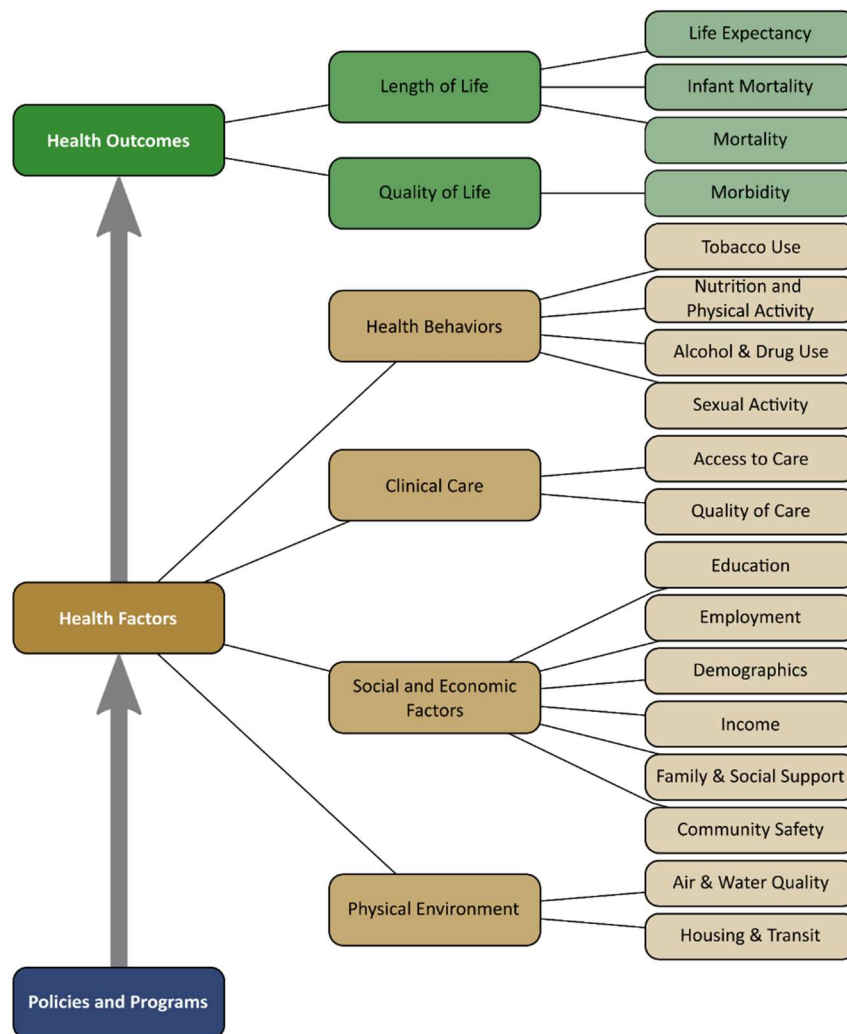 Life Expectancy
Length of Life
Infant Mortality
Health Outcomes
Mortality
Quality of Life
Morbidity
Tobacco Use
Nutrition and
Physical Activity
Health Behaviors
Alcohol & Drug Use
Sexual Activity
Access to Care
Clinical Care
Quality of Care
Education
Health Factors
Employment
Demographics
Social and Economic
Factors
Income
Family & Social Support
Community Safety
Air & Water Quality
Physical Environment
Housing & Transit
Policies and Programs